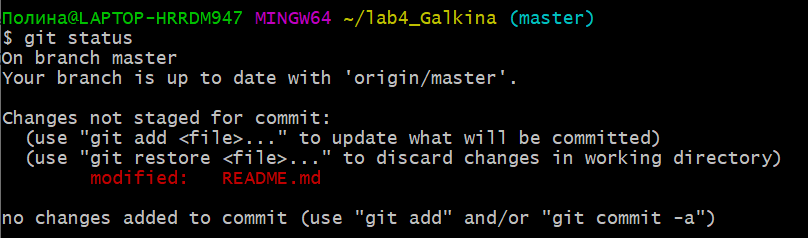 Полина@LAPTOP-HRRDM947 MINGW64 ~/lab4_Galkina (master)
$ git status
On branch master
Your branch is up to date with 'origin/master'.

Changes not staged for commit:
  (use "git add <file>..." to update what will be committed)
  (use "git restore <file>..." to discard changes in working directory)
        modified:   README.md

no changes added to commit (use "git add" and/or "git commit -a")